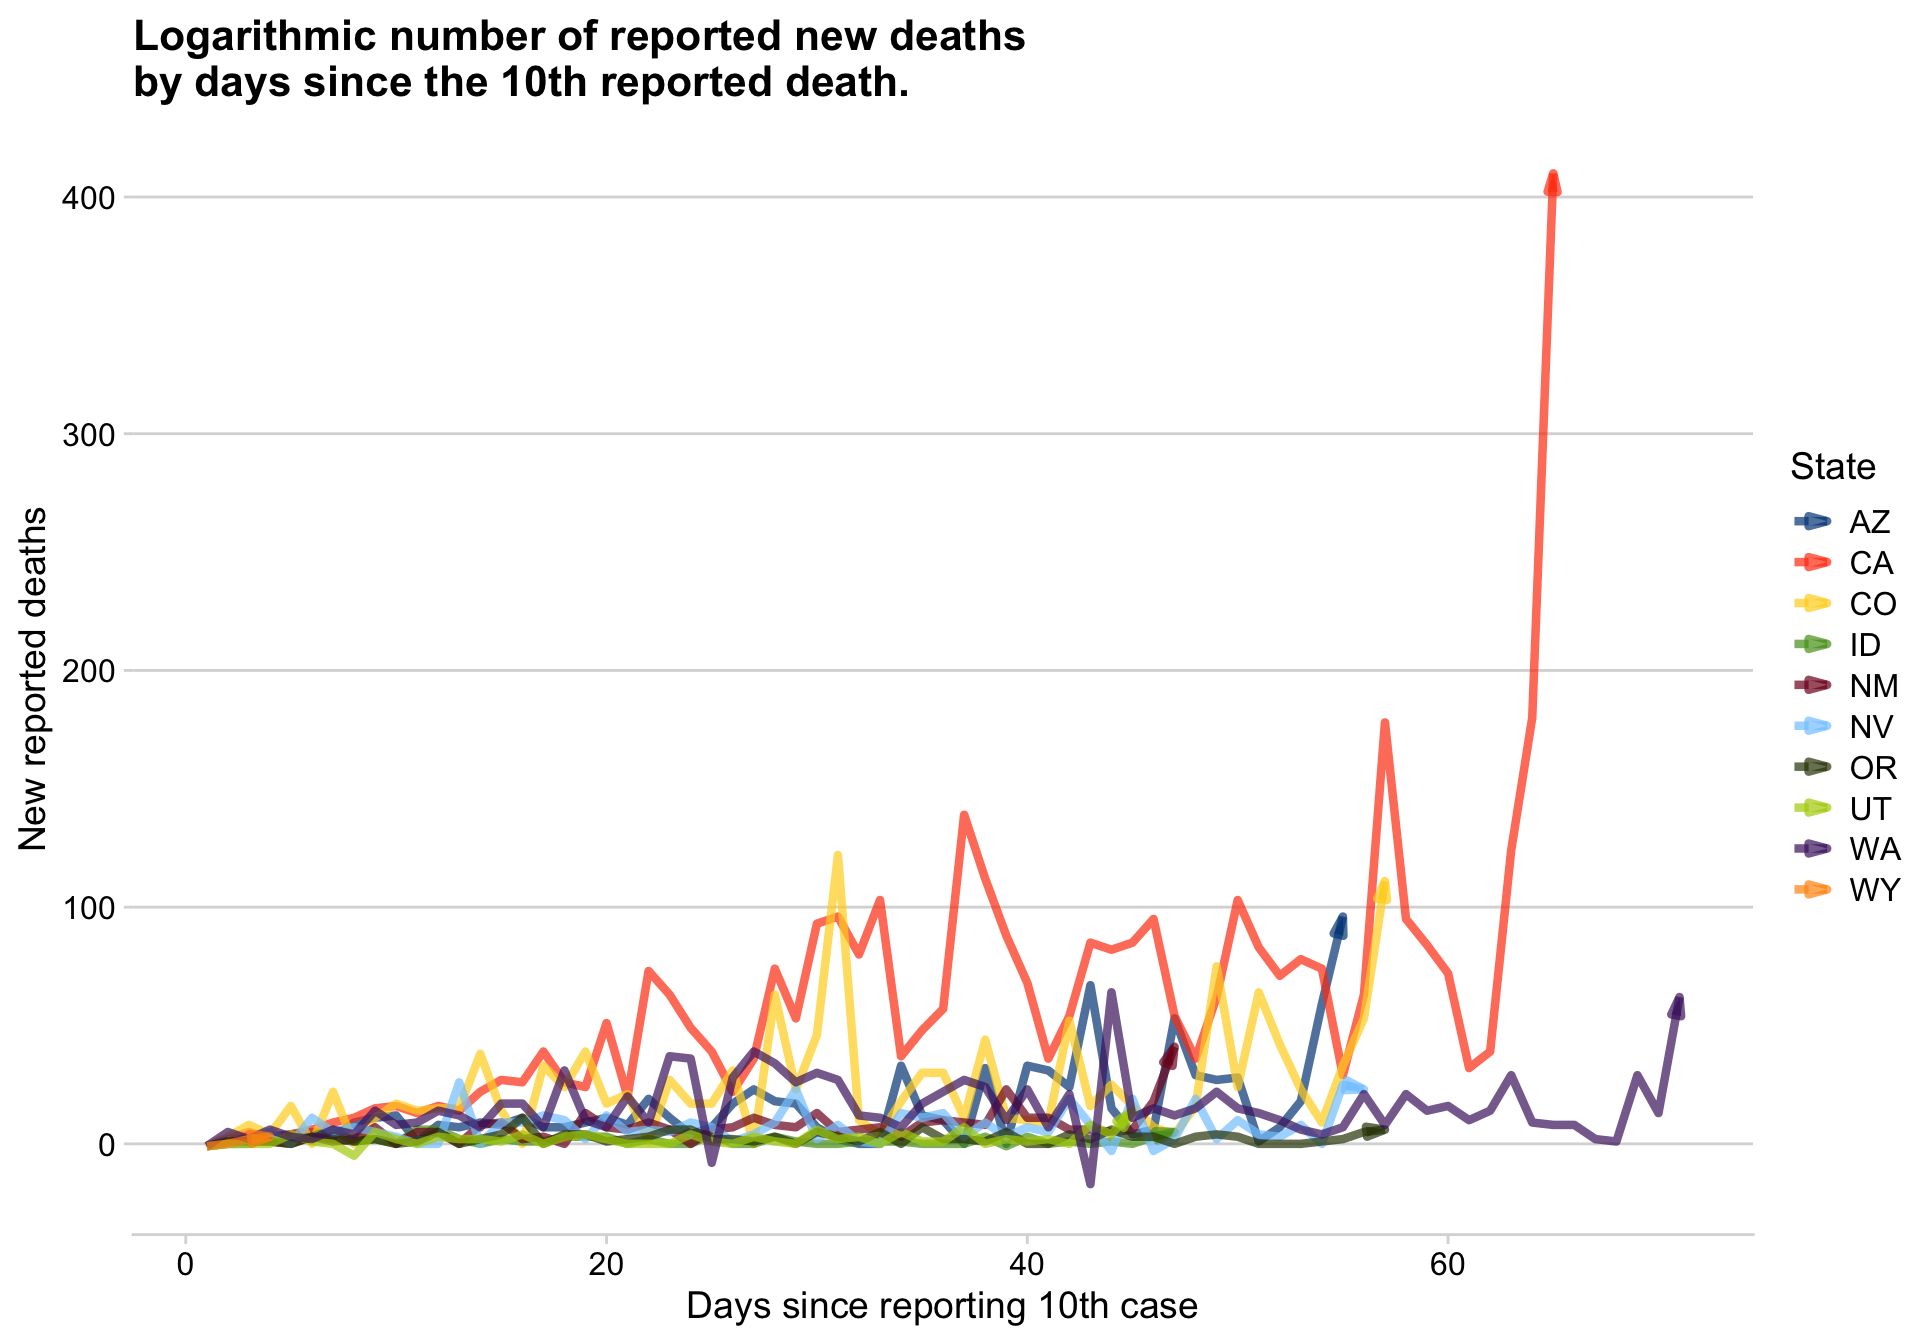 Logarithmic number of reported new deaths
by days since the 10th reported death.
400
300
200
100
0
New reported deaths
0
20
40
60
Days since reporting 10th case
State
AZ
CA
CO
ID
NM
NV
OR
UT
WA
WY